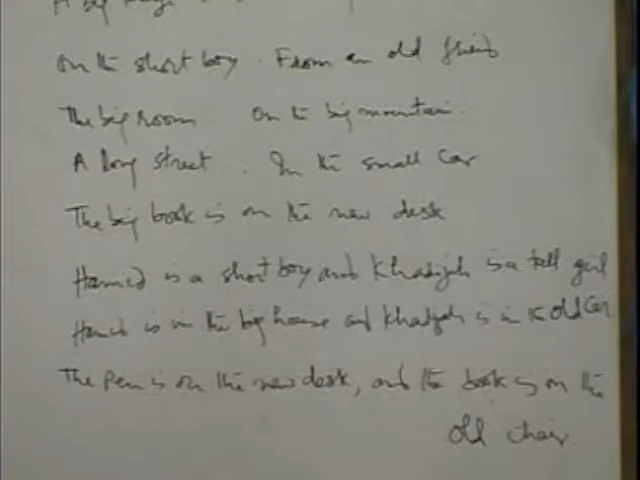 A big
on the short boy. From an old friend
The big room on the big mountain.
A long street. In the small car
The big book is on the new desk
Hamid is a short boy and Khadijah is a tall girl
Hamid is in the big house and Khadijah is in the old car
The pen is on the new desk, and the book is on the
old chair